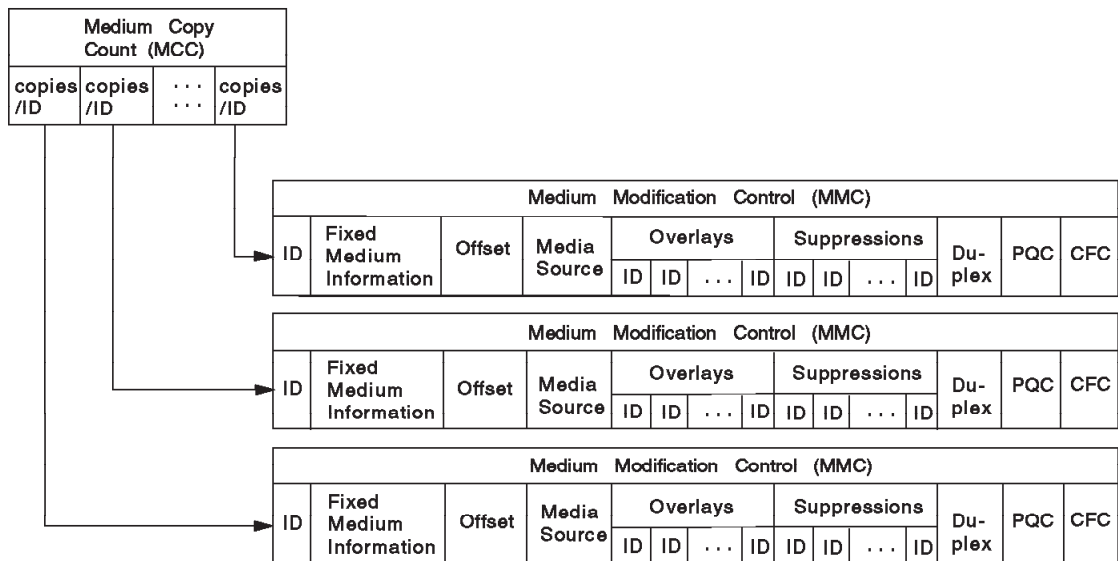 Medium Copy
Count (MCC)
copies copies . . . copies
/ID /ID . . . /ID
Medium Modification Control (MMC)
ID Fixed Medium Information Offset Media Source Overlays Suppressions Du-plex PQC CFC
ID ID . . . ID ID ID . . . ID
Medium Modification Control (MMC)
ID Fixed Medium Information Offset Media Source Overlays Suppressions Du-plex PQC CFC
ID ID . . . ID ID ID . . . ID
Medium Modification Control (MMC)
ID Fixed Medium Information Offset Media Source Overlays Suppressions Du-plex PQC CFC
ID ID . . . ID ID ID . . . ID